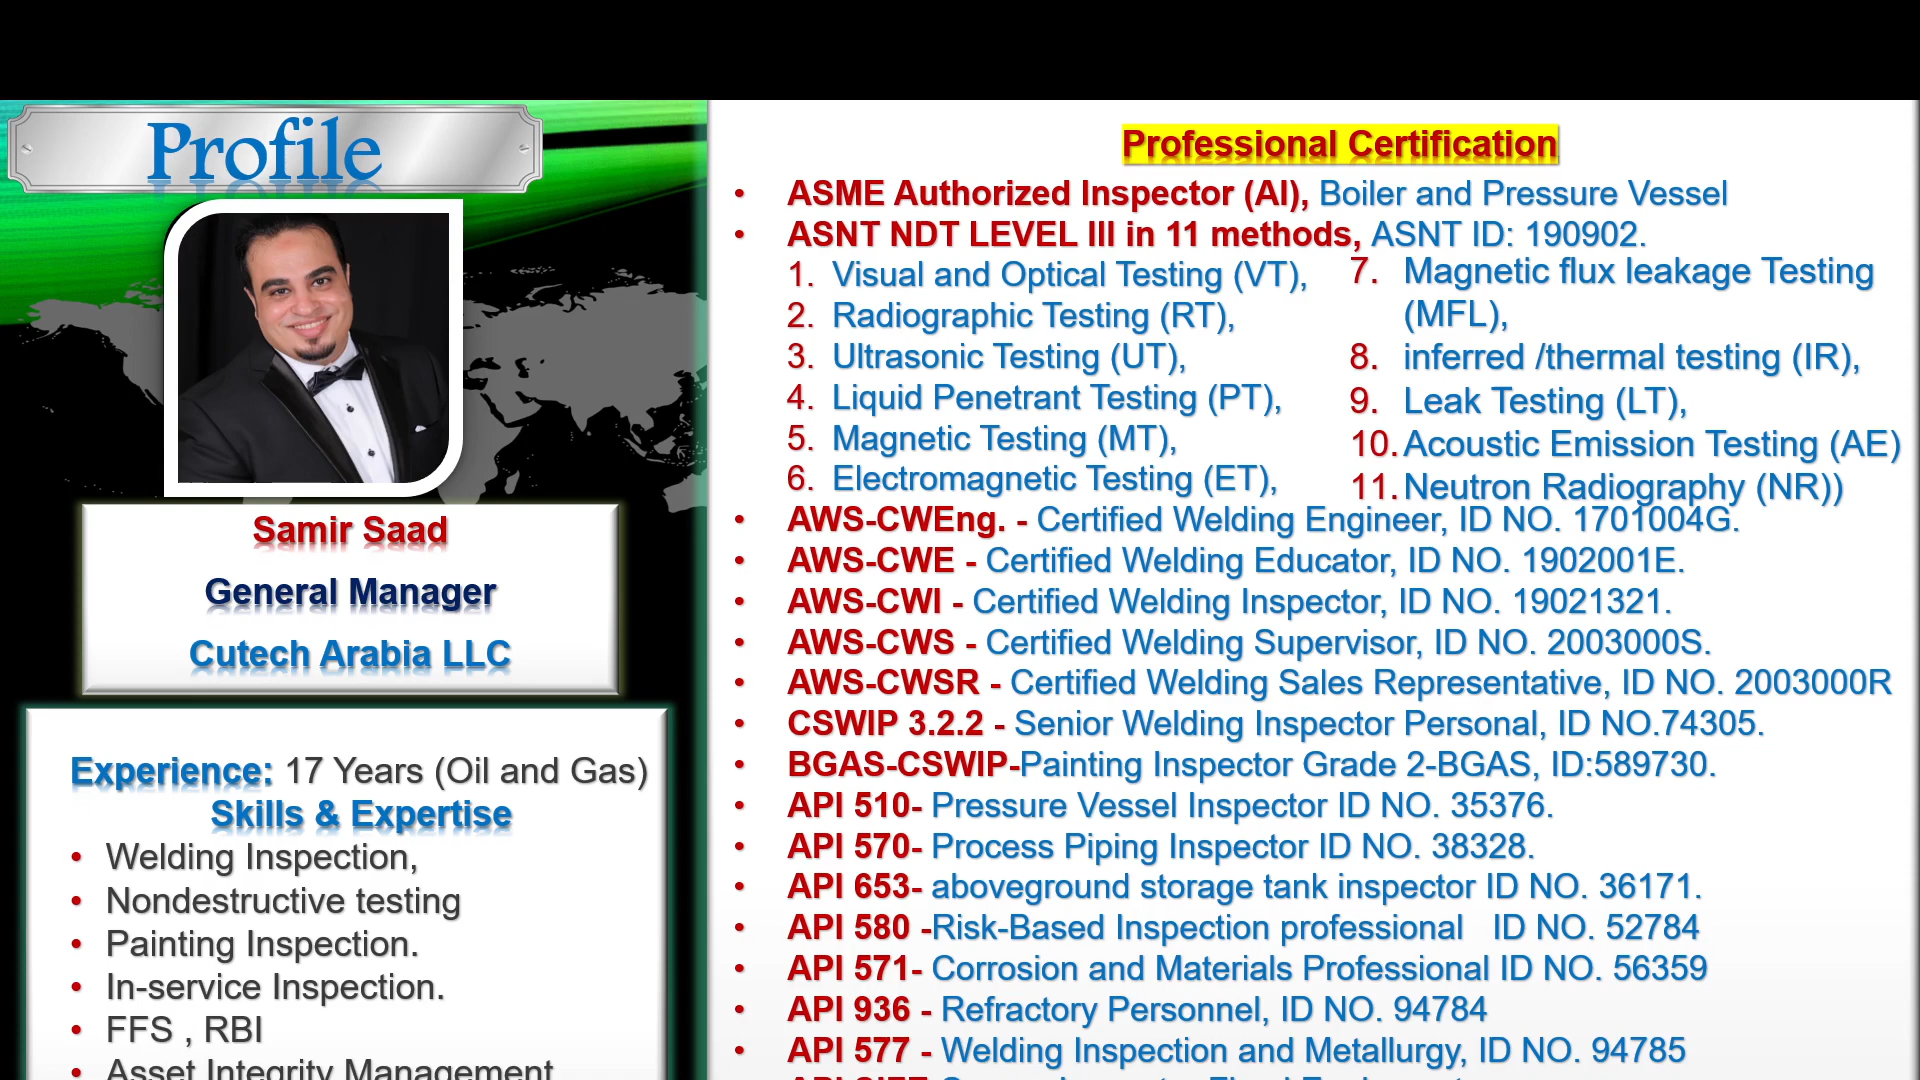 Profile
Samir Saad
General Manager
Cutech Arabia LLC
Experience: 17 Years (Oil and Gas)
Skills & Expertise
• Welding Inspection,
• Nondestructive testing
• Painting Inspection.
• In-service Inspection.
• FFS , RBI
• Asset Integrity Management
Professional Certification
• ASME Authorized Inspector (AI), Boiler and Pressure Vessel
• ASNT NDT LEVEL III in 11 methods, ASNT ID: 190902.
1. Visual and Optical Testing (VT),
2. Radiographic Testing (RT),
3. Ultrasonic Testing (UT),
4. Liquid Penetrant Testing (PT),
5. Magnetic Testing (MT),
6. Electromagnetic Testing (ET),
7. Magnetic flux leakage Testing
(MFL),
8. inferred /thermal testing (IR),
9. Leak Testing (LT),
10. Acoustic Emission Testing (AE)
11. Neutron Radiography (NR))
• AWS-CWEng. - Certified Welding Engineer, ID NO. 1701004G.
• AWS-CWE - Certified Welding Educator, ID NO. 1902001E.
• AWS-CWI - Certified Welding Inspector, ID NO. 19021321.
• AWS-CWS - Certified Welding Supervisor, ID NO. 2003000S.
• AWS-CWSR - Certified Welding Sales Representative, ID NO. 2003000R
• CSWIP 3.2.2 - Senior Welding Inspector Personal, ID NO.74305.
• BGAS-CSWIP-Painting Inspector Grade 2-BGAS, ID:589730.
• API 510- Pressure Vessel Inspector ID NO. 35376.
• API 570- Process Piping Inspector ID NO. 38328.
• API 653- aboveground storage tank inspector ID NO. 36171.
• API 580 -Risk-Based Inspection professional ID NO. 52784
• API 571- Corrosion and Materials Professional ID NO. 56359
• API 936 - Refractory Personnel, ID NO. 94784
• API 577 - Welding Inspection and Metallurgy, ID NO. 94785